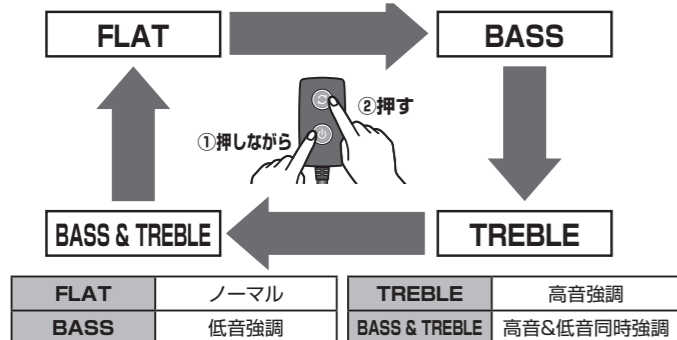 FLAT
BASS
②押す
①押しながら
BASS & TREBLE
TREBLE
FLAT ノーマル TREBLE 高音強調
BASS 低音強調 BASS & TREBLE 高音&低音同時強調